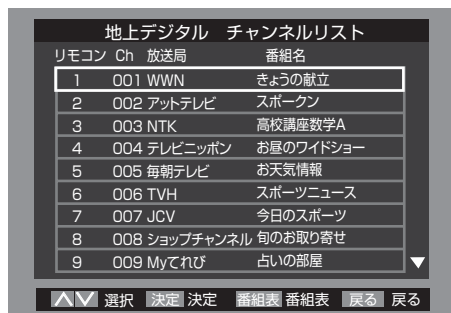 地上デジタル チャンネルリスト
リモコン Ch 放送局 番組名
1 001 WWN きょうの献立
2 002 アットテレビ スポークン
3 003 NTK 高校講座数学A
4 004 テレビニッポン お昼のワイドショー
5 005 毎朝テレビ お天気情報
6 006 TVH スポーツニュース
7 007 JCV 今日のスポーツ
8 008 ショップチャンネル 旬のお取り寄せ
9 009 Myてれび 占いの部屋
選択 決定 決定 番組表 番組表 戻る 戻る